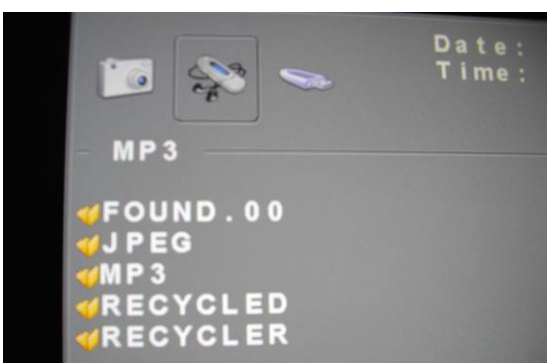 Date:
Time:
MP3
FOUND.00
JPEG
MP3
RECYCLED
RECYCLER